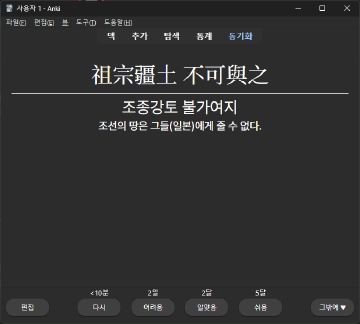 사용자 1 - Anki
파일(F) 편집(E) 뷰 도구(T) 도움말(H)
덱 추가 탐색 통계 동기화
祖宗疆土 不可與之
조종강토 불가여지
조선의 땅은 그들(일본)에게 줄 수 없다.
<10분 2일 2달 5달
편집 다시 어려움 알맞음 쉬움 그밖에 ▼